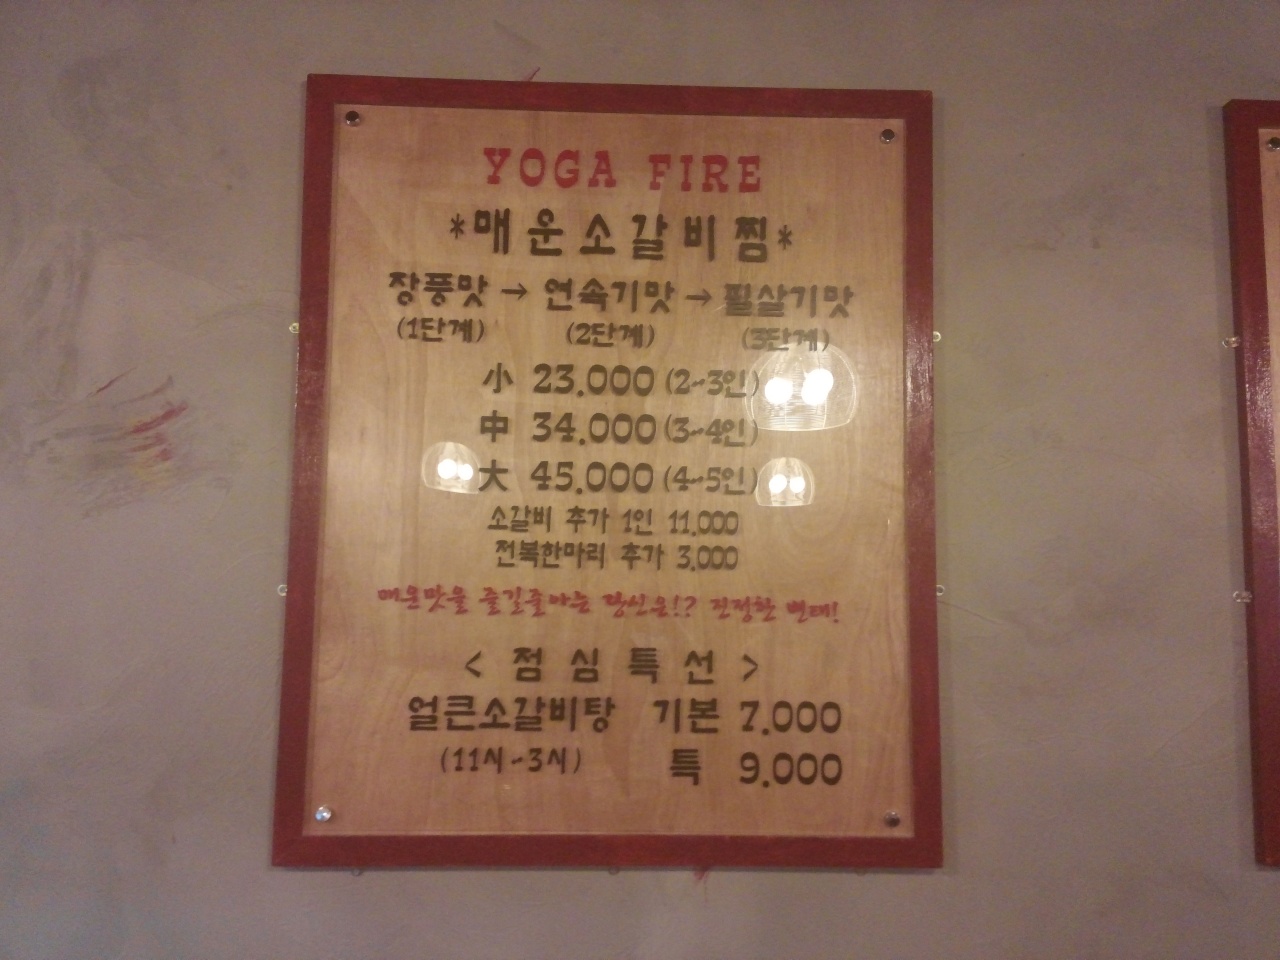 YOGA FIRE
*매운소갈비찜*
장풍맛 → 연속기맛 → 필살기맛
(1단계) (2단계) (3단계)
小 23.000 (2~3인)
中 34.000 (3~4인)
大 45.000 (4~5인)
소갈비 추가 1인 11.000
전복한마리 추가 3.000
매운맛을 즐길줄아는 당신은!? 진정한 변태!
< 점심특선 >
얼큰소갈비탕 기본 7.000
(11시~3시) 특 9.000